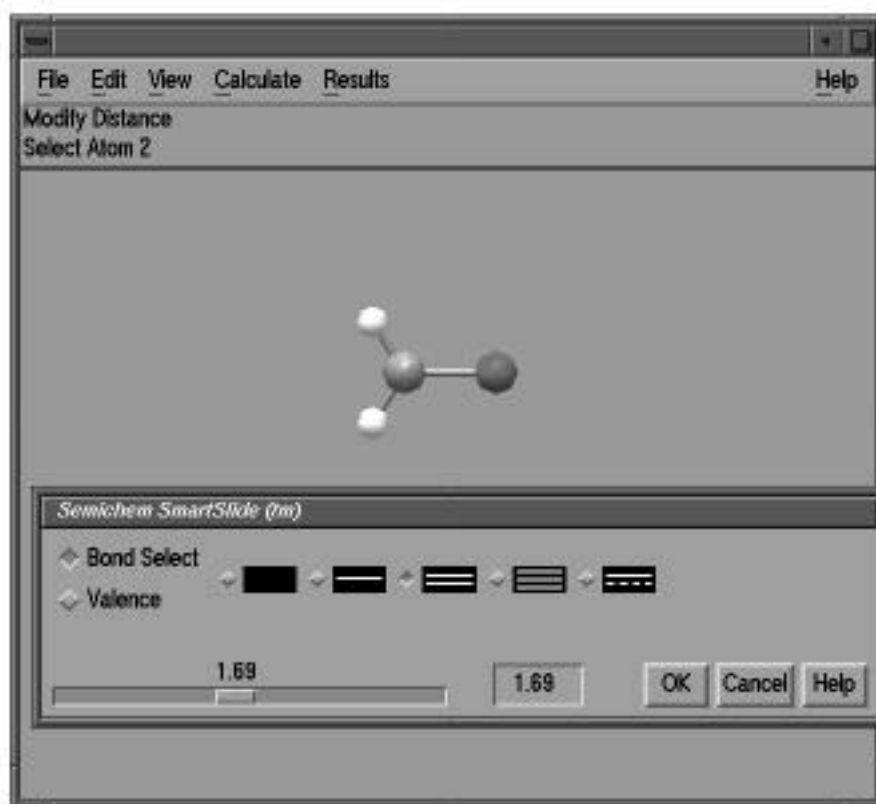 File Edit View Calculate Results Help
Modify Distance
Select Atom 2
Semichem SmartSlide (tm)
Bond Select
Valence
1.69
1.69 OK Cancel Help